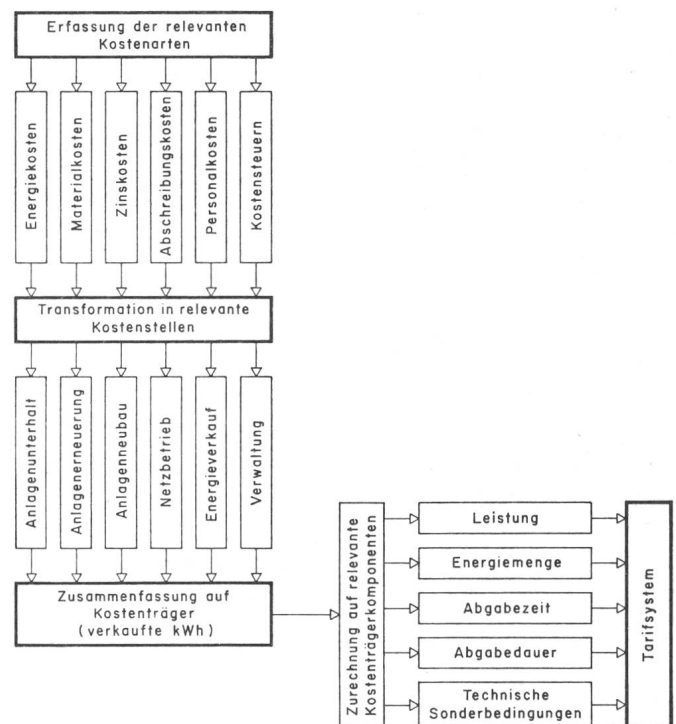 Erfassung der relevanten
Kostenarten
Energiekosten
Materialkosten
Zinskosten
Abschreibungskosten
Personalkosten
Kostensteuern
Transformation in relevante
Kostenstellen
Anlagenunterhalt
Anlagenerneuerung
Anlagenneubau
Netzbetrieb
Energieverkauf
Verwaltung
Zusammenfassung auf
Kostenträger
(verkaufte kWh)
Zurechnung auf relevante
Kostenträgerkomponenten
Leistung
Energiemenge
Abgabezeit
Abgabedauer
Technische
Sonderbedingungen
Tarifsystem